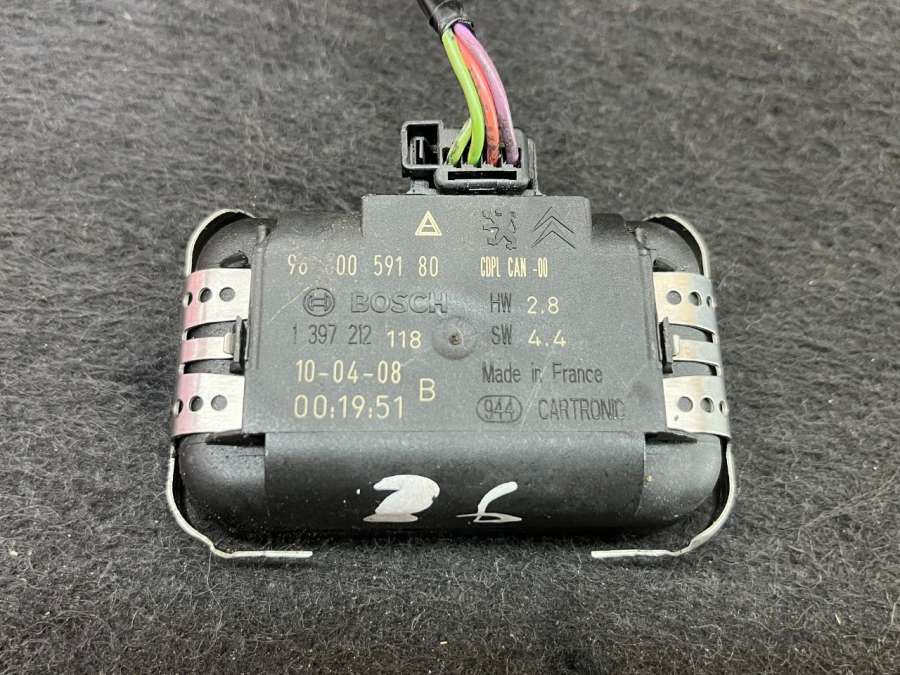 00 591 80 CDPL CAN -00
BOSCH HW 2.8
1 397 212 118 SW 4.4
10-04-08 B Made in France
00:19:51 944 CARTRONIC